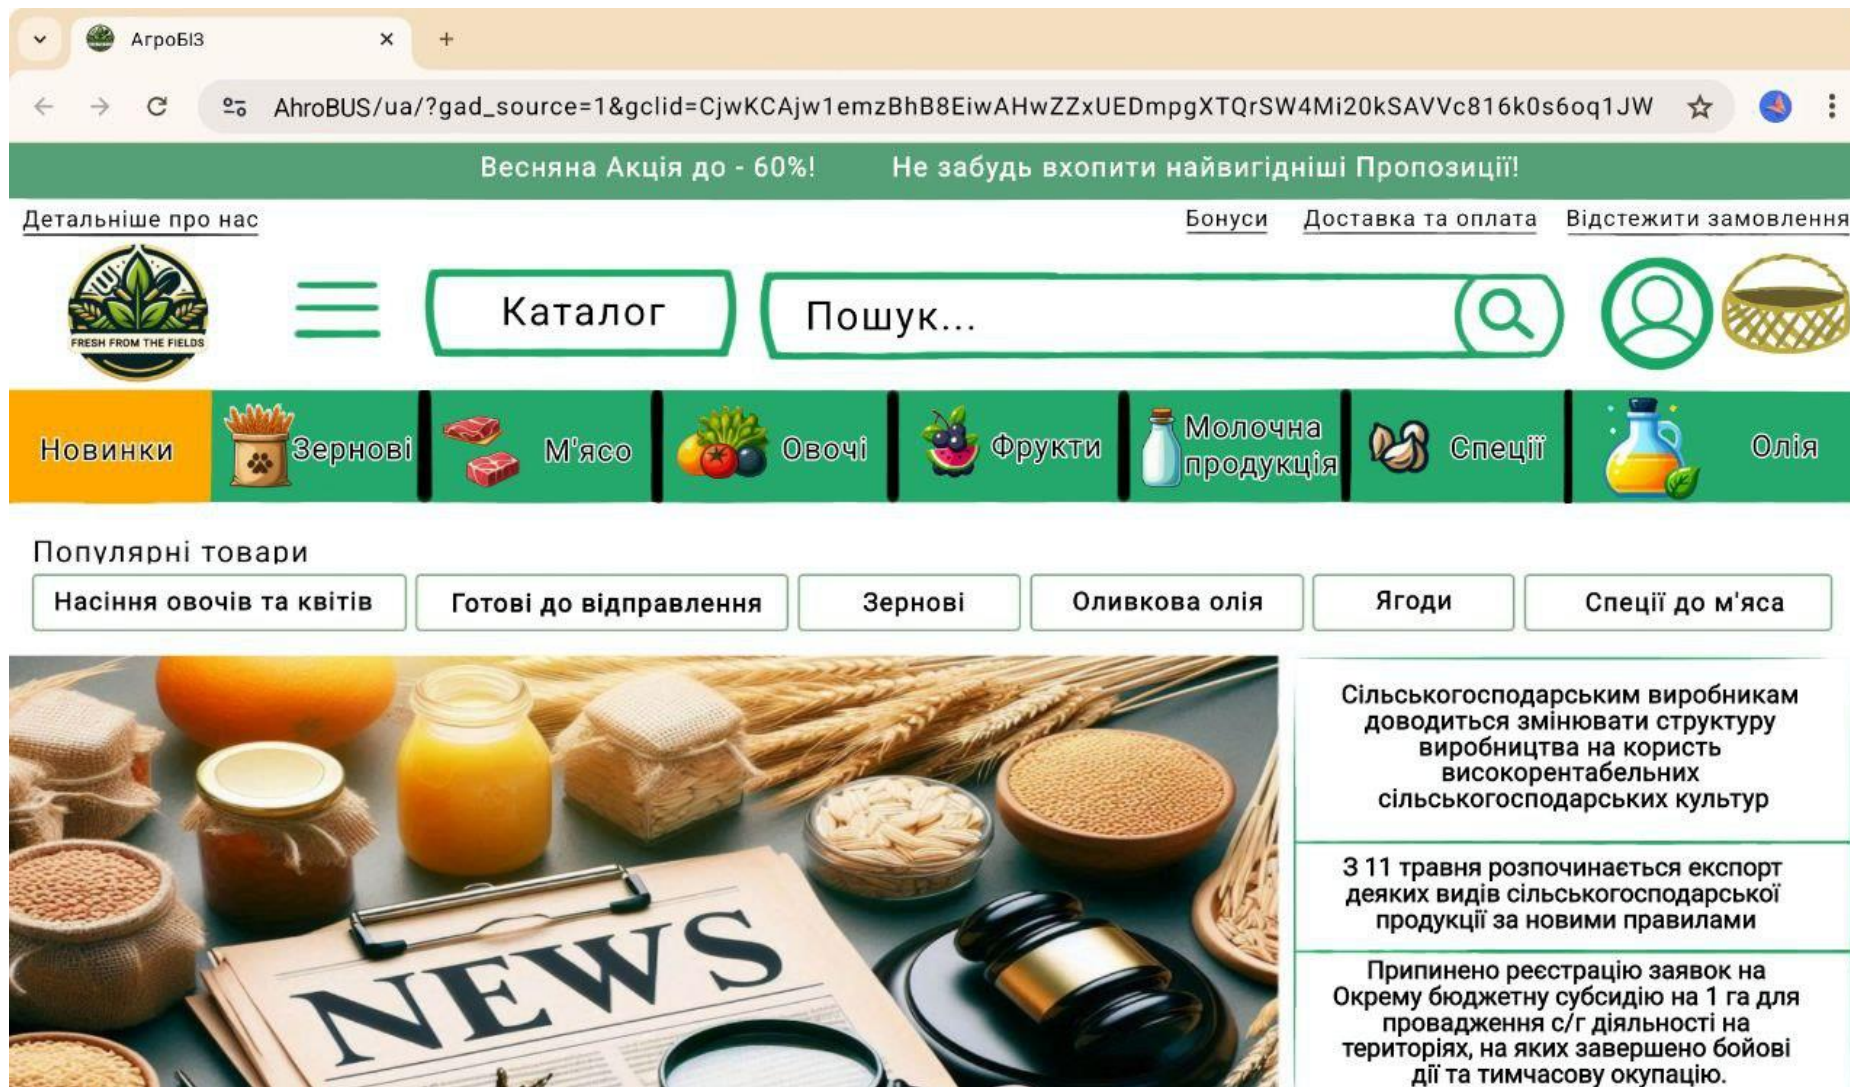 АгроБІЗ
AhroBUS/ua/?gad_source=1&gclid=CjwKCAjw1emzBhB8EiwAHwZZxUEDmpgXTQrSW4Mi20kSAVVc816k0s6oq1JW
Весняна Акція до - 60%! Не забудь вхопити найвигідніші Пропозиції!
Детальніше про нас Бонуси Доставка та оплата Відстежити замовлення
FRESH FROM THE FIELDS
Каталог
Пошук...
Новинки
Зернові
М'ясо
Овочі
Фрукти
Молочна
продукція
Спеції
Олія
Популярні товари
Насіння овочів та квітів
Готові до відправлення
Зернові
Оливкова олія
Ягоди
Спеції до м'яса
Сільськогосподарським виробникам
доводиться змінювати структуру
виробництва на користь
високорентабельних
сільськогосподарських культур
З 11 травня розпочинається експорт
деяких видів сільськогосподарської
продукції за новими правилами
Припинено реєстрацію заявок на
Окрему бюджетну субсидію на 1 га для
провадження с/г діяльності на
територіях, на яких завершено бойові
дії та тимчасову окупацію.
NEWS